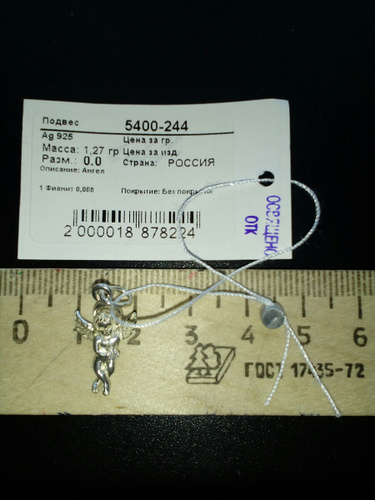 Подвес 5400-244
Ag 925 Цена за гр.
Масса: 1,27 гр Цена за изд.
Разм.: 0.0 Страна: РОССИЯ
Описание: Ангел
1 Фианит 0,008 Покрытие: Без покрытия
2 000018 878224
ОСВЯЩЕНО
ОТК
0 1 2 3 4 5 6
ГОСТ 17435-72